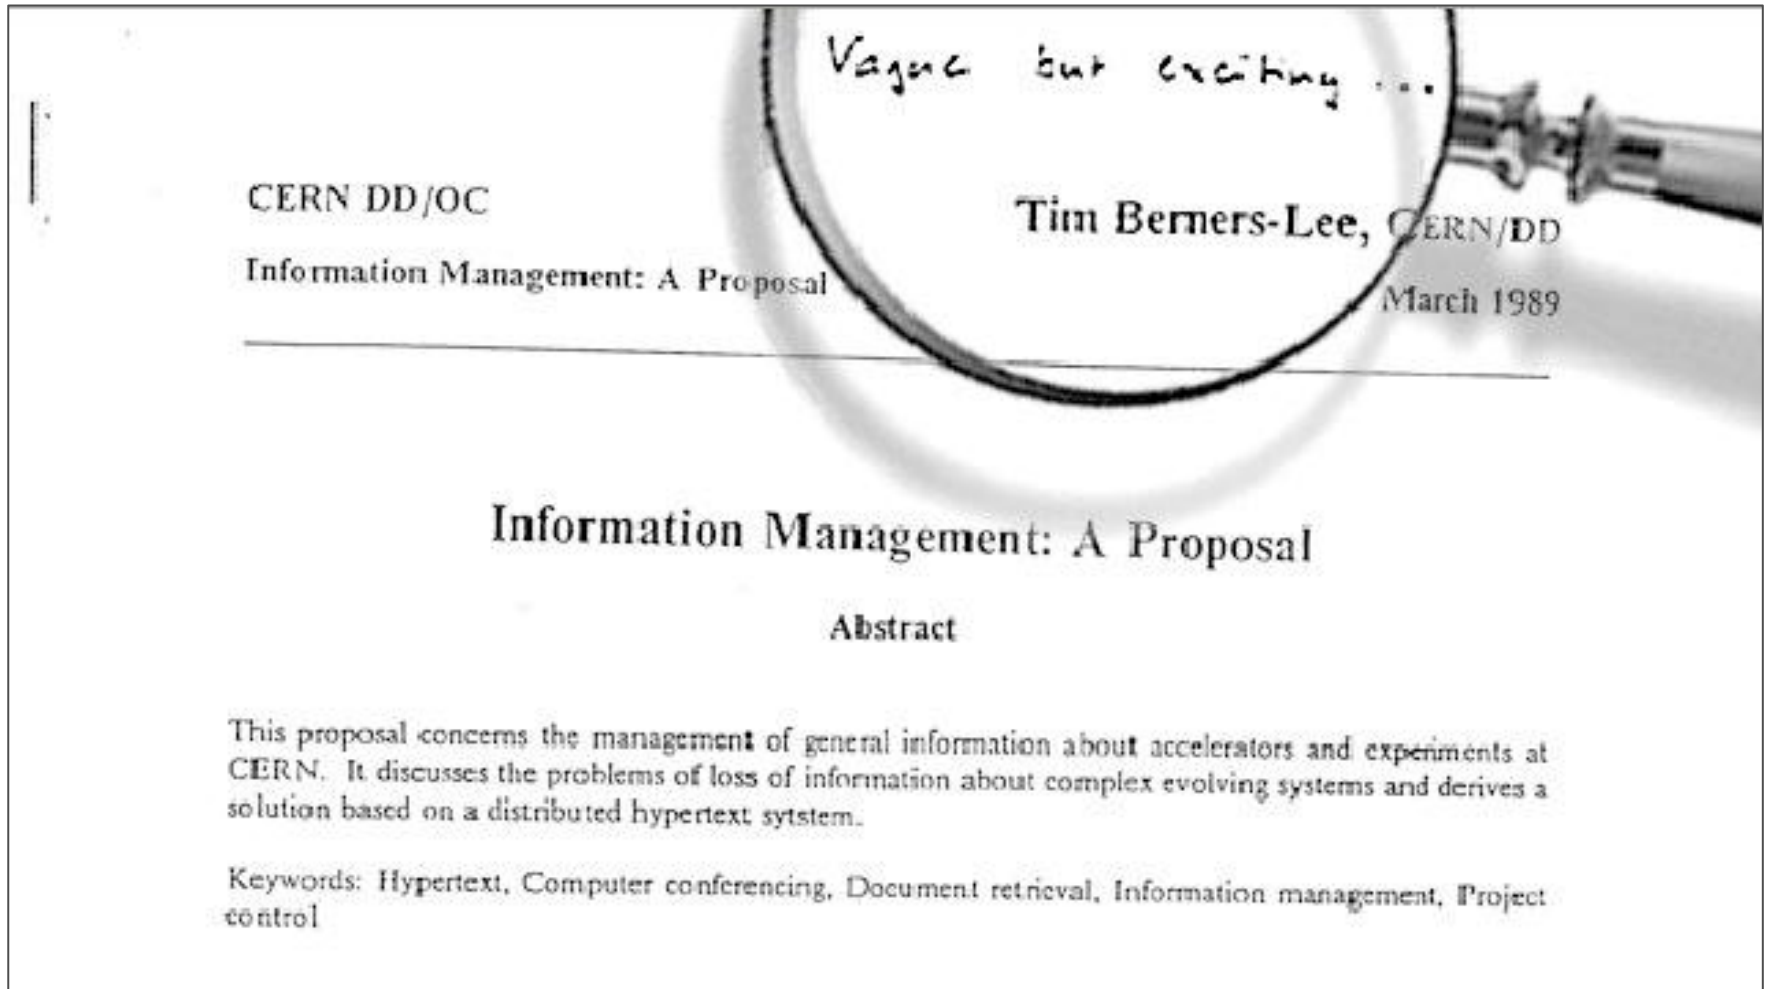 Vague but exciting ...
CERN DD/OC
Tim Berners-Lee, CERN/DD
Information Management: A Proposal
March 1989
Information Management: A Proposal
Abstract
This proposal concerns the management of general information about accelerators and experiments at
CERN. It discusses the problems of loss of information about complex evolving systems and derives a
solution based on a distributed hypertext sytstem.
Keywords: Hypertext, Computer conferencing, Document retrieval, Information management, Project
control